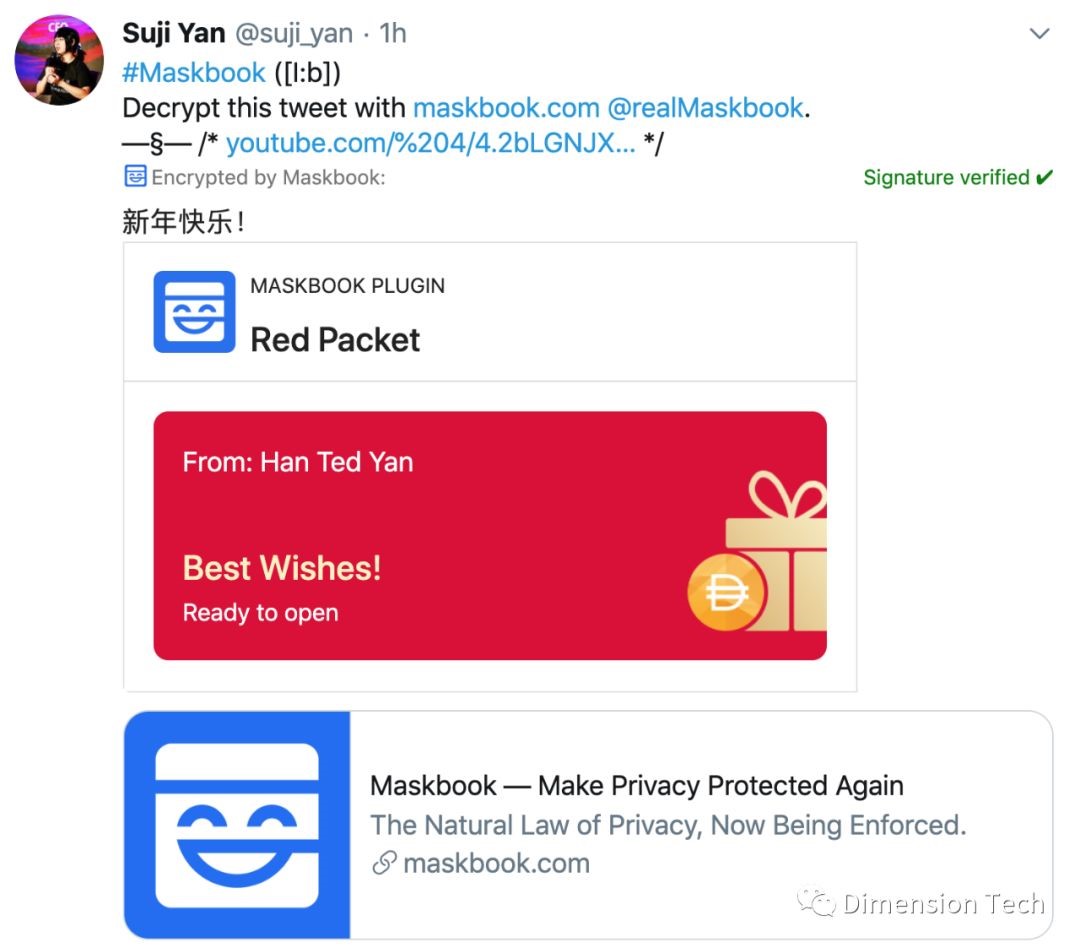 CEO
Suji Yan @suji_yan · 1h
#Maskbook ([I:b])
Decrypt this tweet with maskbook.com @realMaskbook.
—§— /* youtube.com/%204/4.2bLGNJX... */
Encrypted by Maskbook:
Signature verified ✔
新年快乐！
MASKBOOK PLUGIN
Red Packet
From: Han Ted Yan
Best Wishes!
Ready to open
Maskbook — Make Privacy Protected Again
The Natural Law of Privacy, Now Being Enforced.
maskbook.com
Dimension Tech